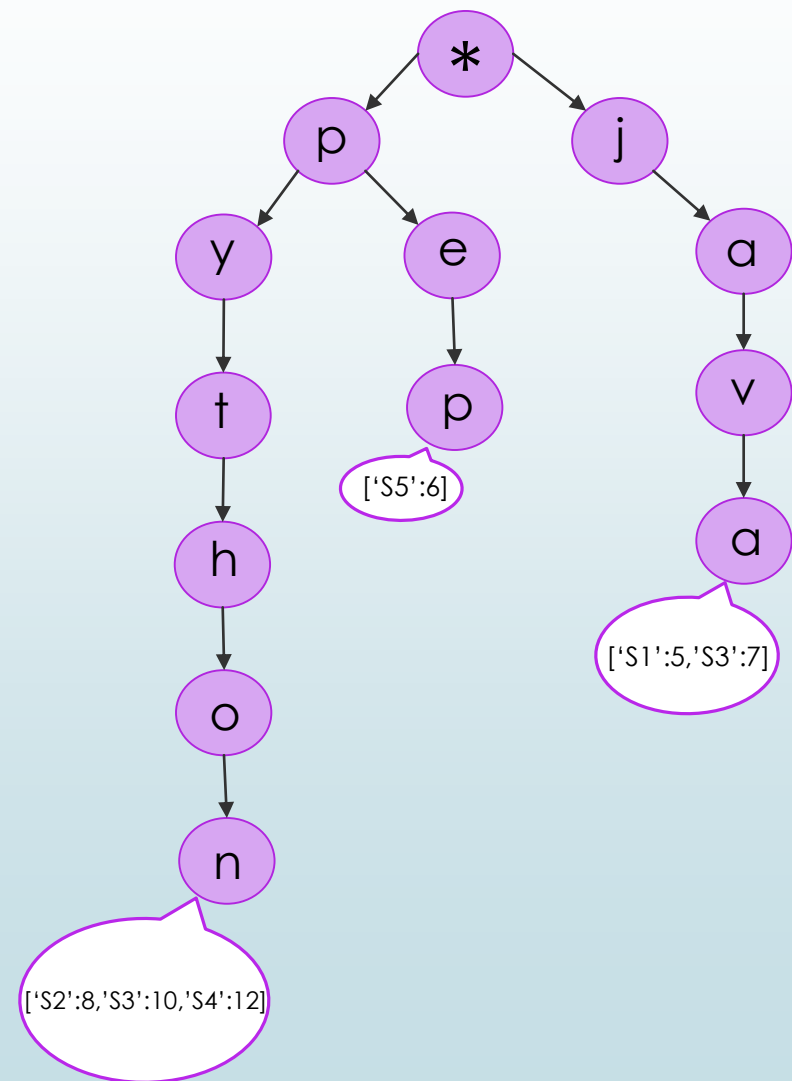 *
p
j
y
e
a
t
p
v
['S5':6]
h
a
[‘S1’:5,’S3’:7]
o
n
[‘S2’:8,’S3’:10,’S4’:12]